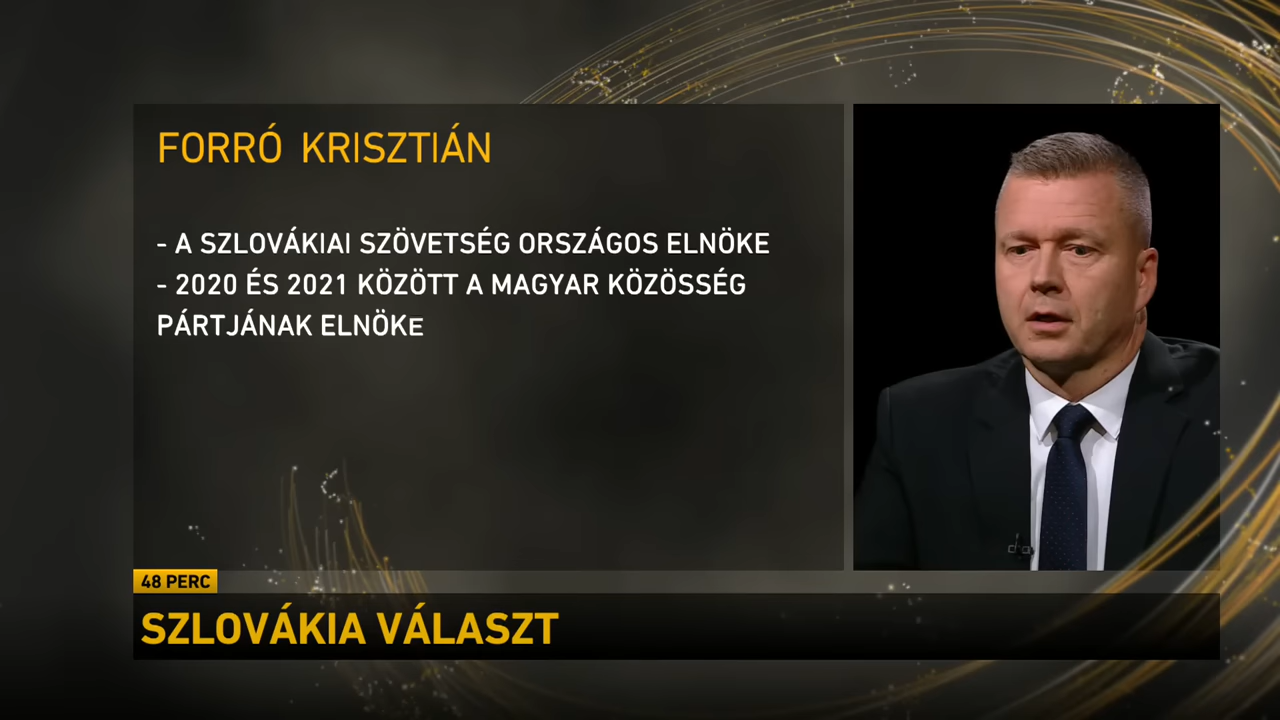 FORRÓ KRISZTIÁN
- A SZLOVÁKIAI SZÖVETSÉG ORSZÁGOS ELNÖKE
- 2020 ÉS 2021 KÖZÖTT A MAGYAR KÖZÖSSÉG
PÁRTJÁNAK ELNÖKE
48 PERC
SZLOVÁKIA VÁLASZT